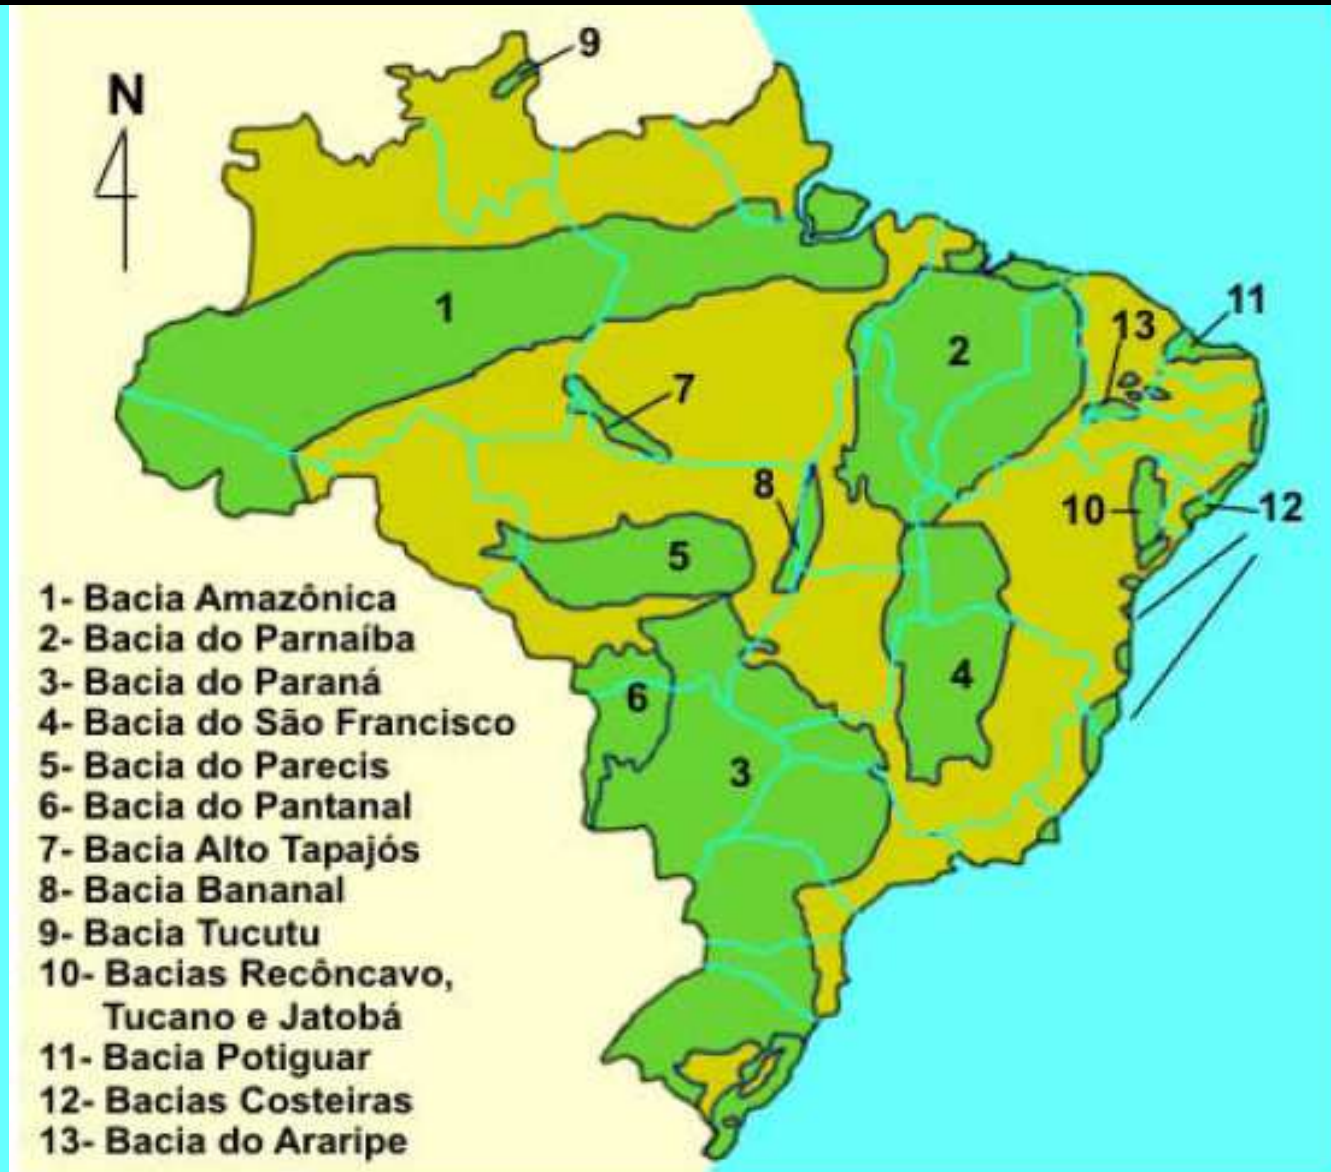 N
9
1
2
13
11
7
8
10
12
5
4
6
3
1- Bacia Amazônica
2- Bacia do Parnaíba
3- Bacia do Paraná
4- Bacia do São Francisco
5- Bacia do Parecis
6- Bacia do Pantanal
7- Bacia Alto Tapajós
8- Bacia Bananal
9- Bacia Tucutu
10- Bacias Recôncavo,
Tucano e Jatobá
11- Bacia Potiguar
12- Bacias Costeiras
13- Bacia do Araripe